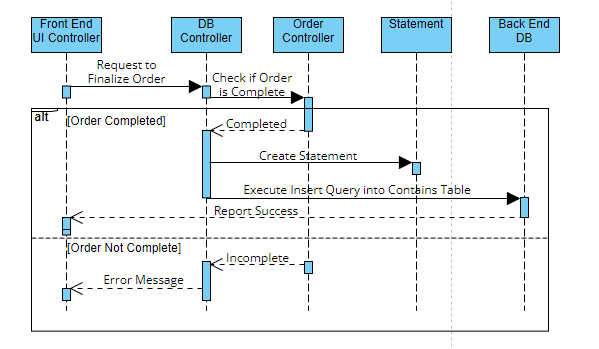 Front End
UI Controller
DB
Controller
Order
Controller
Statement
Back End
DB
Request to
Finalize Order
Check if Order
is Complete
alt
[Order Completed]
Completed
Create Statement
Execute Insert Query into Contains Table
Report Success
[Order Not Complete]
Incomplete
Error Message